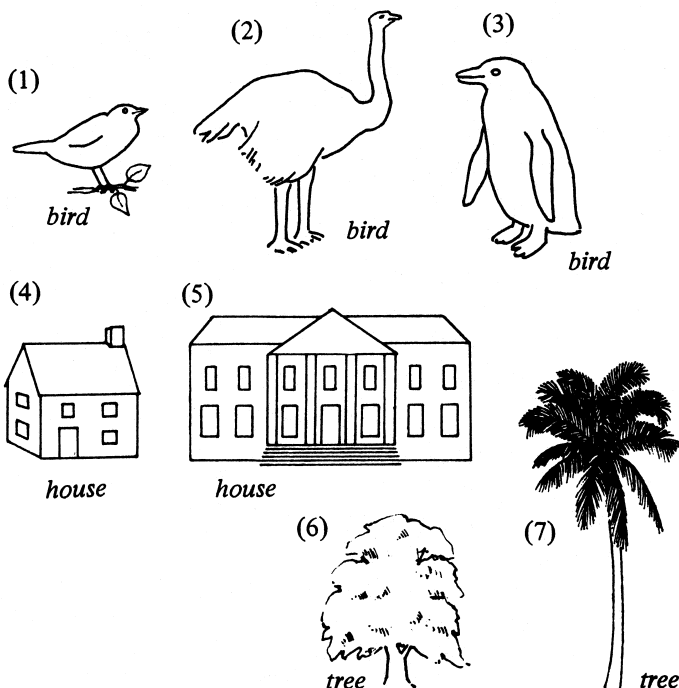 (1)
bird
(2)
bird
(3)
bird
(4)
house
(5)
house
(6)
tree
(7)
tree